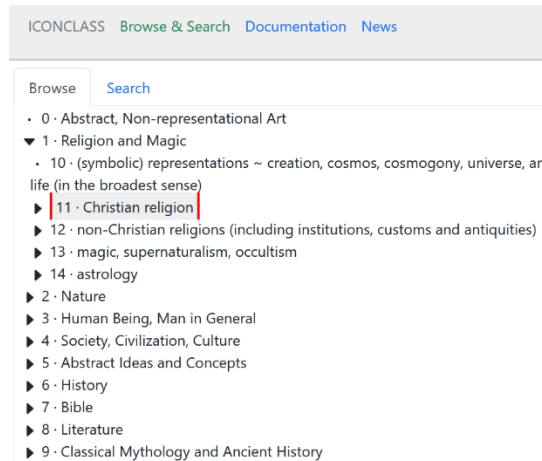 ICONCLASS Browse & Search Documentation News
Browse Search
0 · Abstract, Non-representational Art
1 · Religion and Magic
10 · (symbolic) representations ~ creation, cosmos, cosmogony, universe, 
life (in the broadest sense)
11 · Christian religion
12 · non-Christian religions (including institutions, customs and antiquities)
13 · magic, supernaturalism, occultism
14 · astrology
2 · Nature
3 · Human Being, Man in General
4 · Society, Civilization, Culture
5 · Abstract Ideas and Concepts
6 · History
7 · Bible
8 · Literature
9 · Classical Mythology and Ancient History